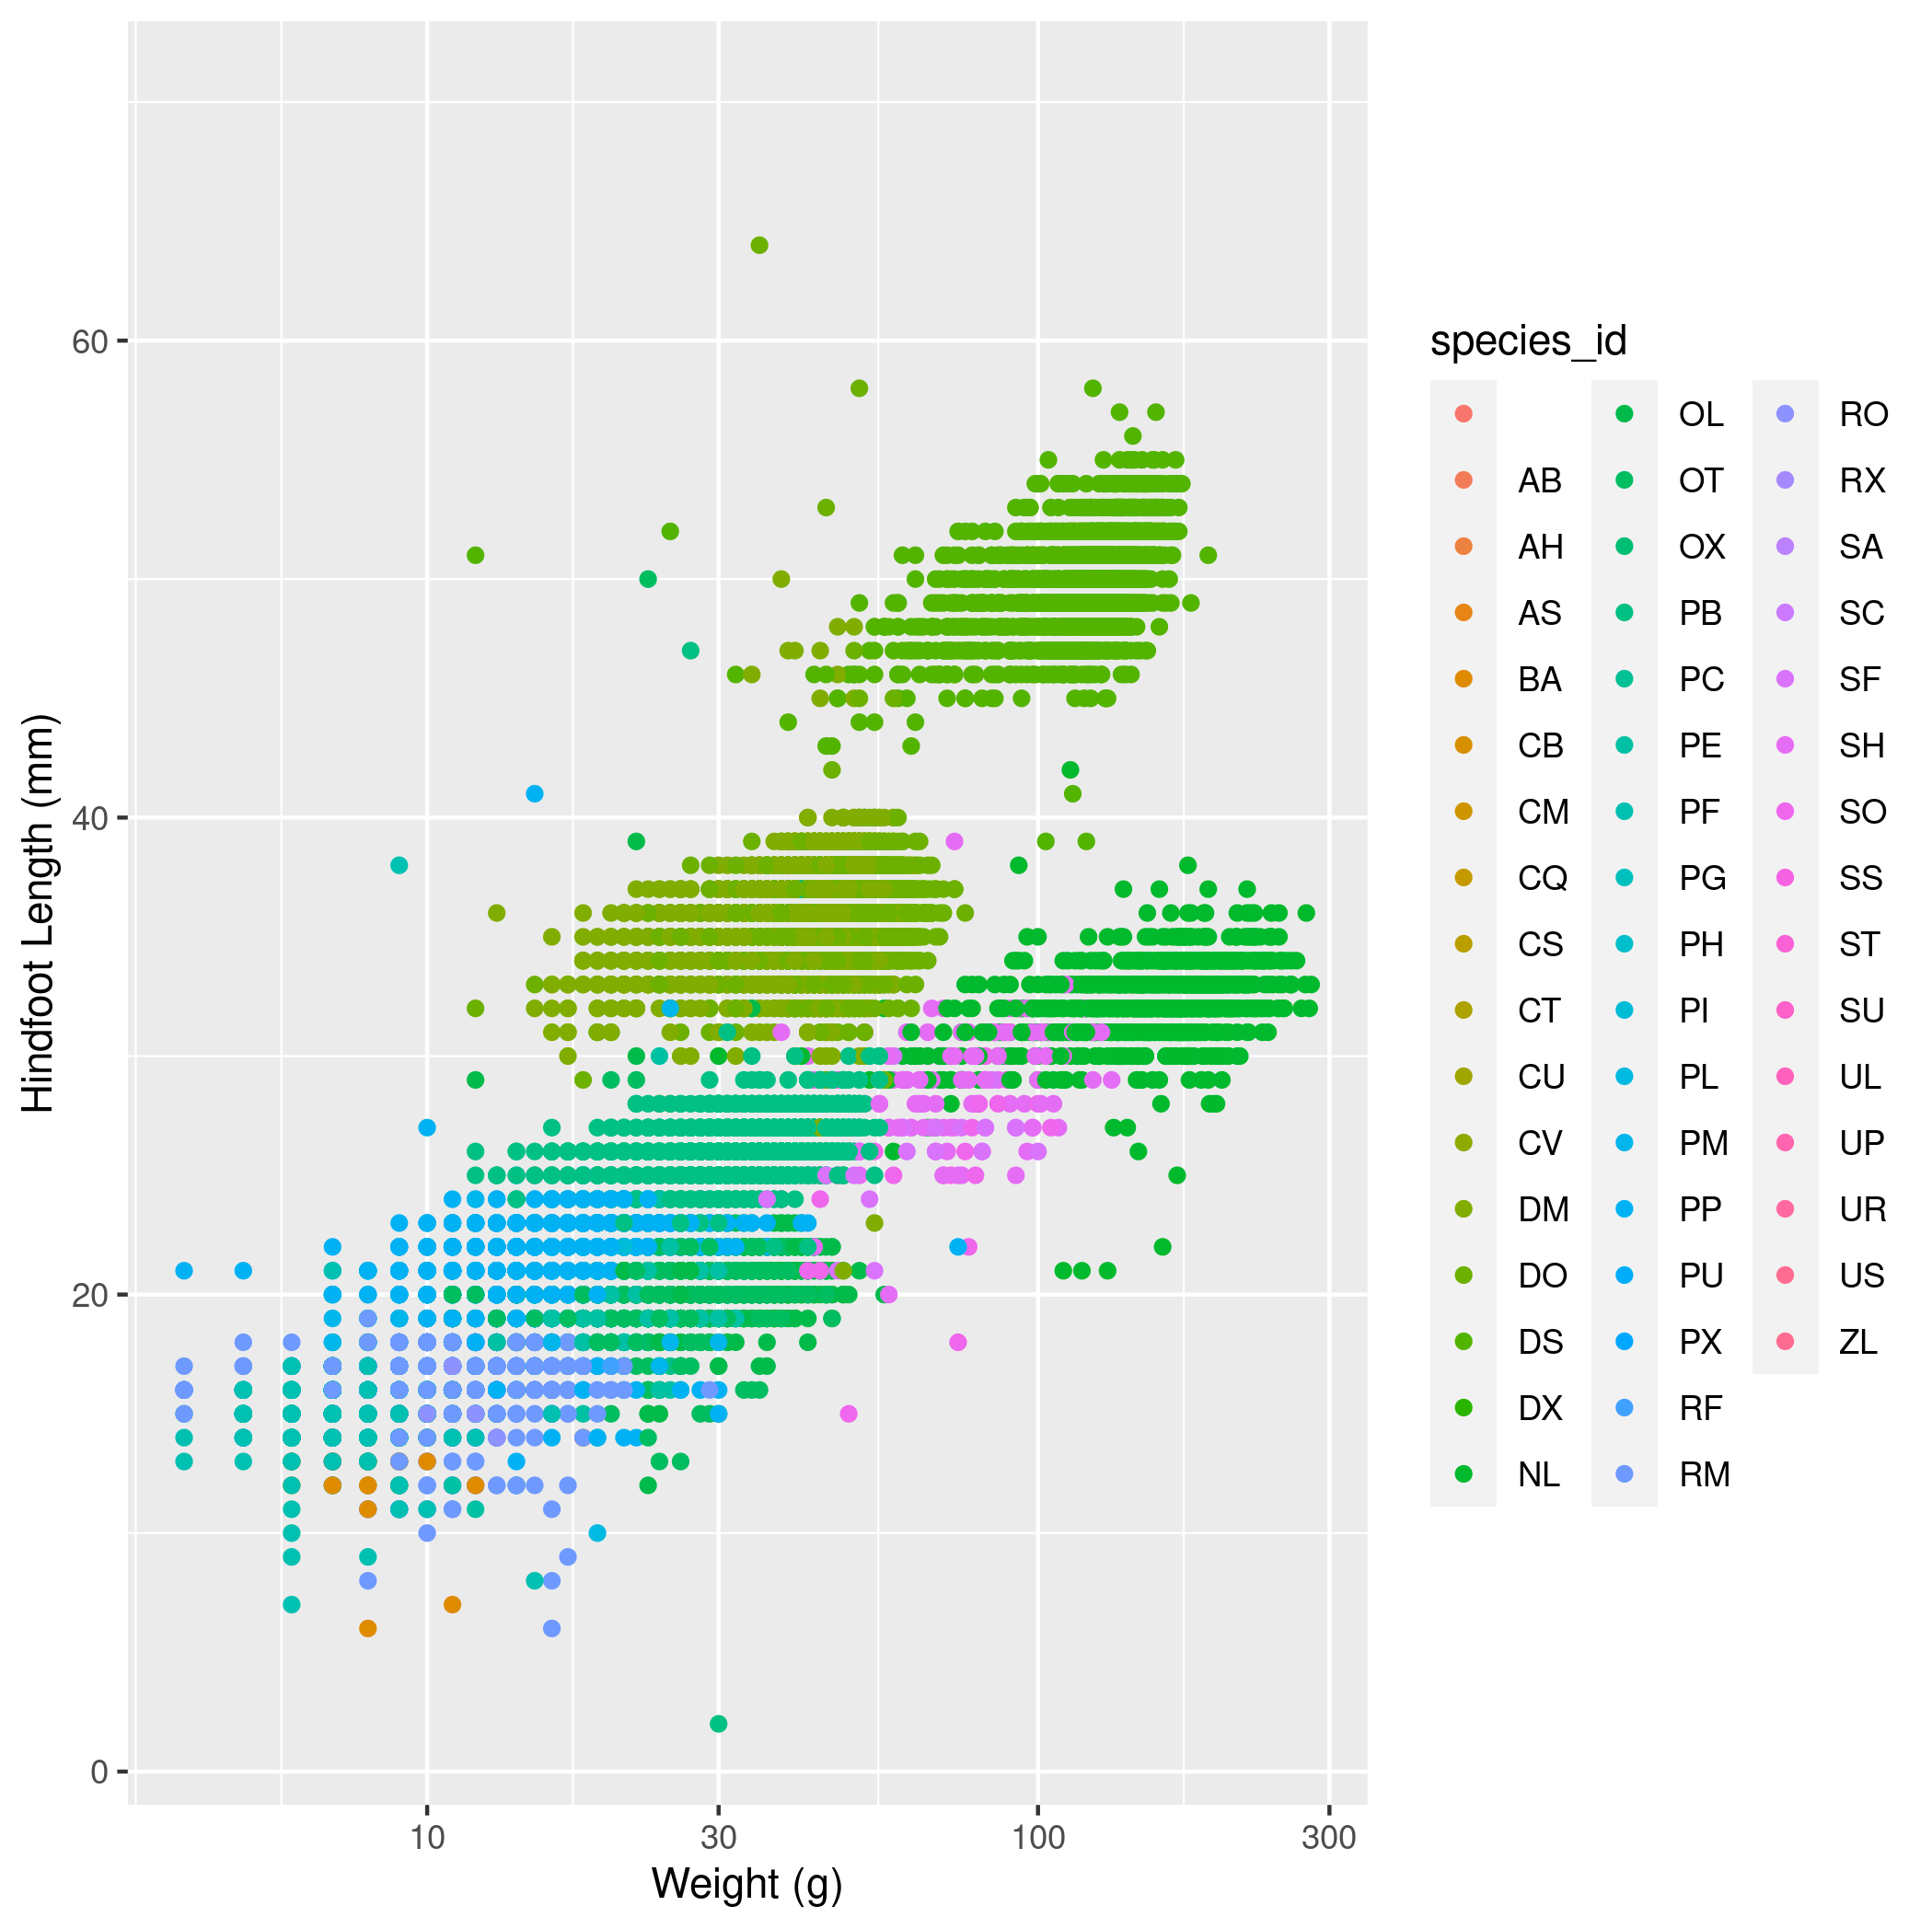 60
40
20
0
Hindfoot Length (mm)
10 30 100 300
Weight (g)
species_id
AB
AH
AS
BA
CB
CM
CQ
CS
CT
CU
CV
DM
DO
DS
DX
NL
OL
OT
OX
PB
PC
PE
PF
PG
PH
PI
PL
PM
PP
PU
PX
RF
RM
RO
RX
SA
SC
SF
SH
SO
SS
ST
SU
UL
UP
UR
US
ZL